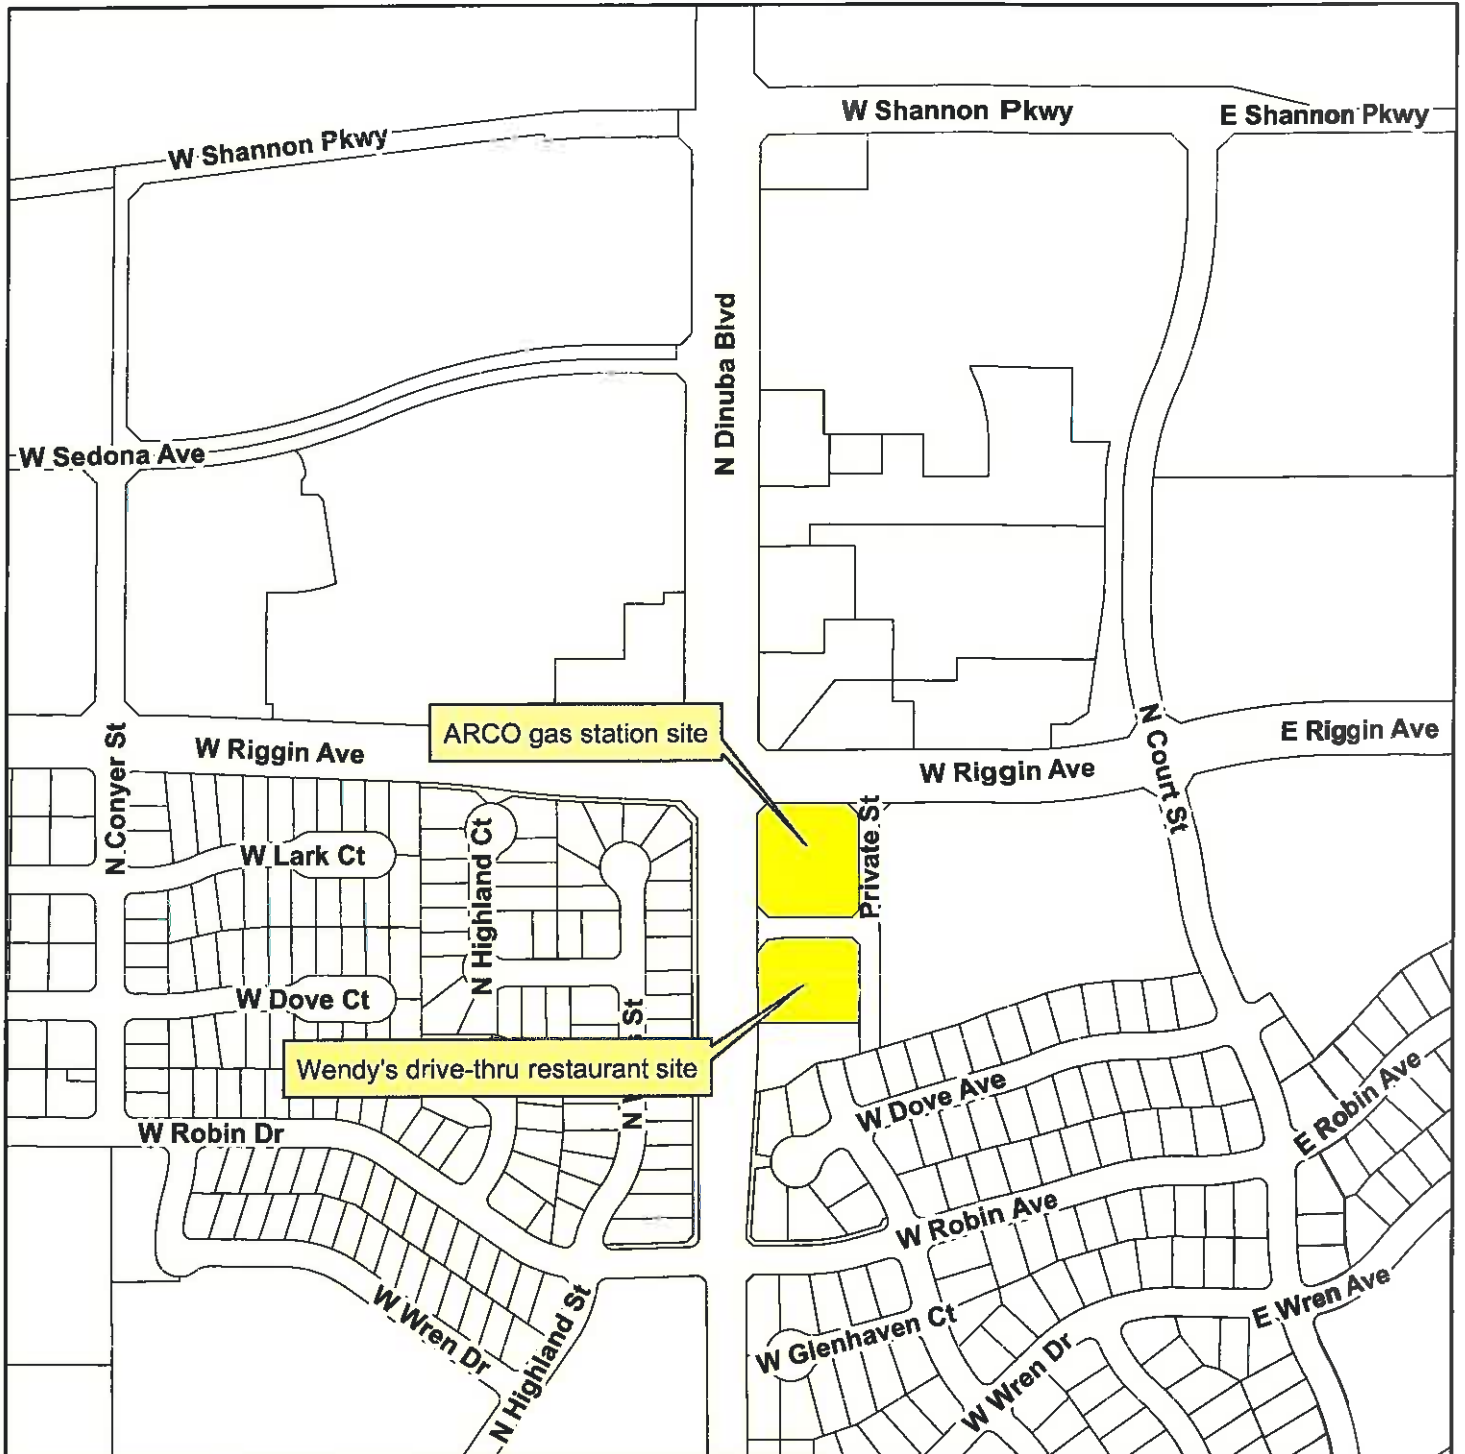 W Shannon Pkwy
E Shannon Pkwy
W Shannon Pkwy
N Dinuba Blvd
W Sedona Ave
ARCO gas station site
N Court St
E Riggin Ave
W Riggin Ave
W Riggin Ave
N Conyer St
Private St
W Lark Ct
N Highland Ct
W Dove Ct
St
Wendy's drive-thru restaurant site
N
W Dove Ave
E Robin Ave
W Robin Dr
W Robin Ave
W Wren Dr
E Wren Ave
W Glenhaven Ct
N Highland St
W Wren Dr